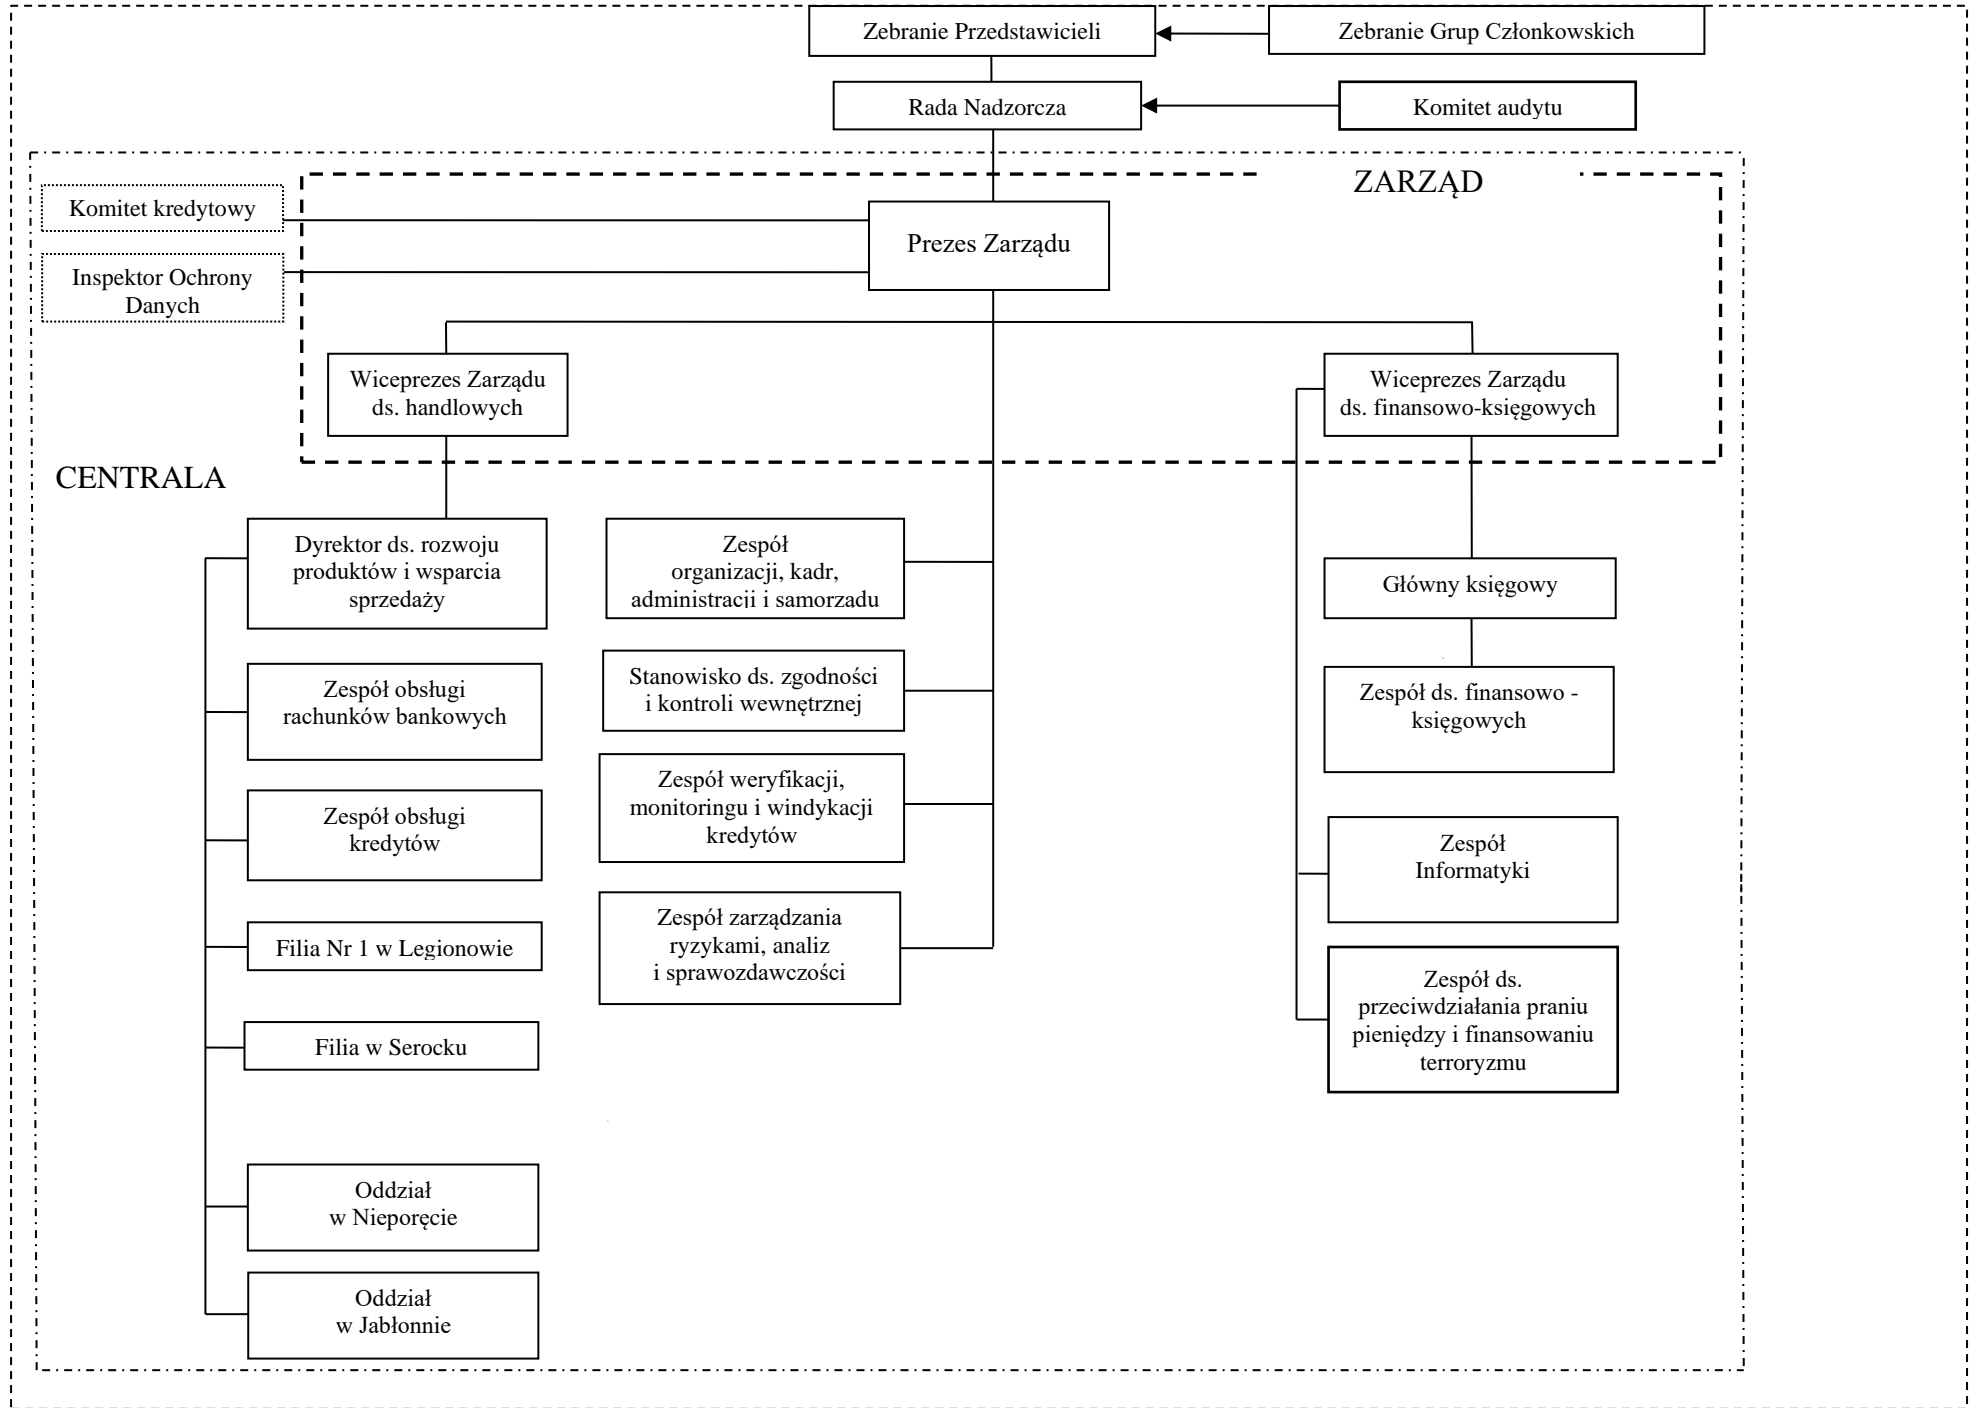 Zebranie Przedstawicieli
Zebranie Grup Członkowskich
Rada Nadzorcza
Komitet audytu
ZARZĄD
Komitet kredytowy
Prezes Zarządu
Inspektor Ochrony
Danych
Wiceprezes Zarządu
ds. handlowych
Wiceprezes Zarządu
ds. finansowo-księgowych
CENTRALA
Dyrektor ds. rozwoju
produktów i wsparcia
sprzedaży
Zespół obsługi
rachunków bankowych
Zespół obsługi
kredytów
Filia Nr 1 w Legionowie
Filia w Serocku
Oddział
w Nieporęcie
Oddział
w Jabłonnie
Zespół
organizacji, kadr,
administracji i samorzadu
Stanowisko ds. zgodności
i kontroli wewnętrznej
Zespół weryfikacji,
monitoringu i windykacji
kredytów
Zespół zarządzania
ryzykami, analiz
i sprawozdawczości
Główny księgowy
Zespół ds. finansowo -
księgowych
Zespół
Informatyki
Zespół ds.
przeciwdziałania praniu
pieniędzy i finansowaniu
terroryzmu